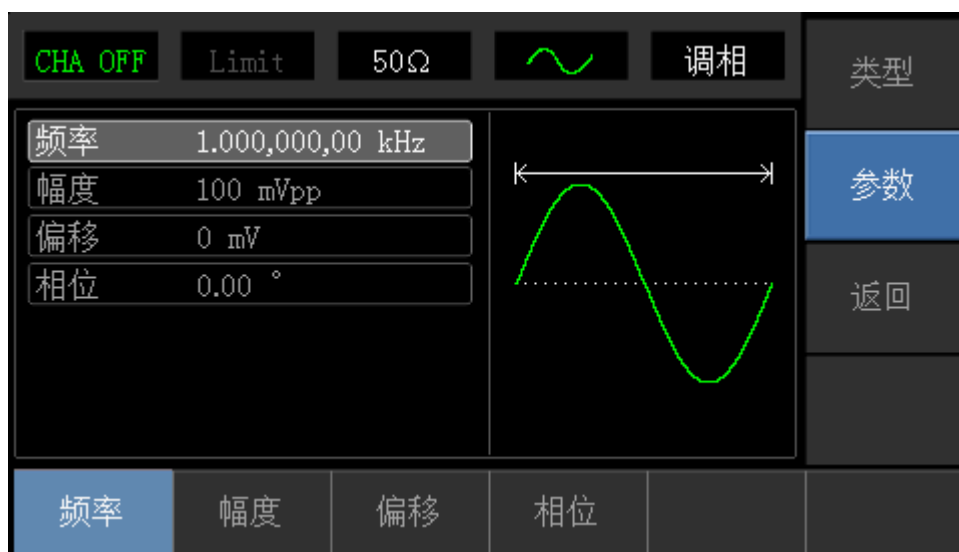 CHA OFF Limit 50Ω 调相 类型
频率 1.000,000,00 kHz
幅度 100 mVpp
偏移 0 mV
相位 0.00 °
参数
返回
频率 幅度 偏移 相位